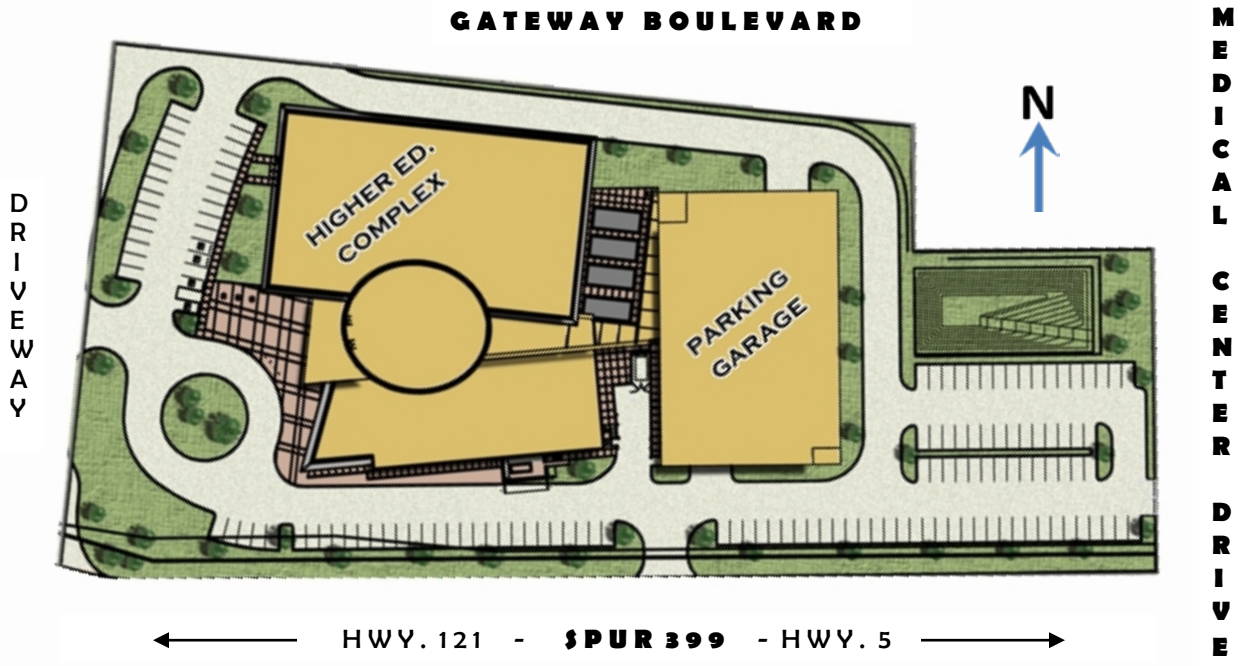 GATEWAY BOULEVARD
MEDICAL CENTER DRIVE
N
DRIVEWAY
HIGHER ED.
COMPLEX
PARKING
GARAGE
HWY. 121 - SPUR 399 - HWY. 5